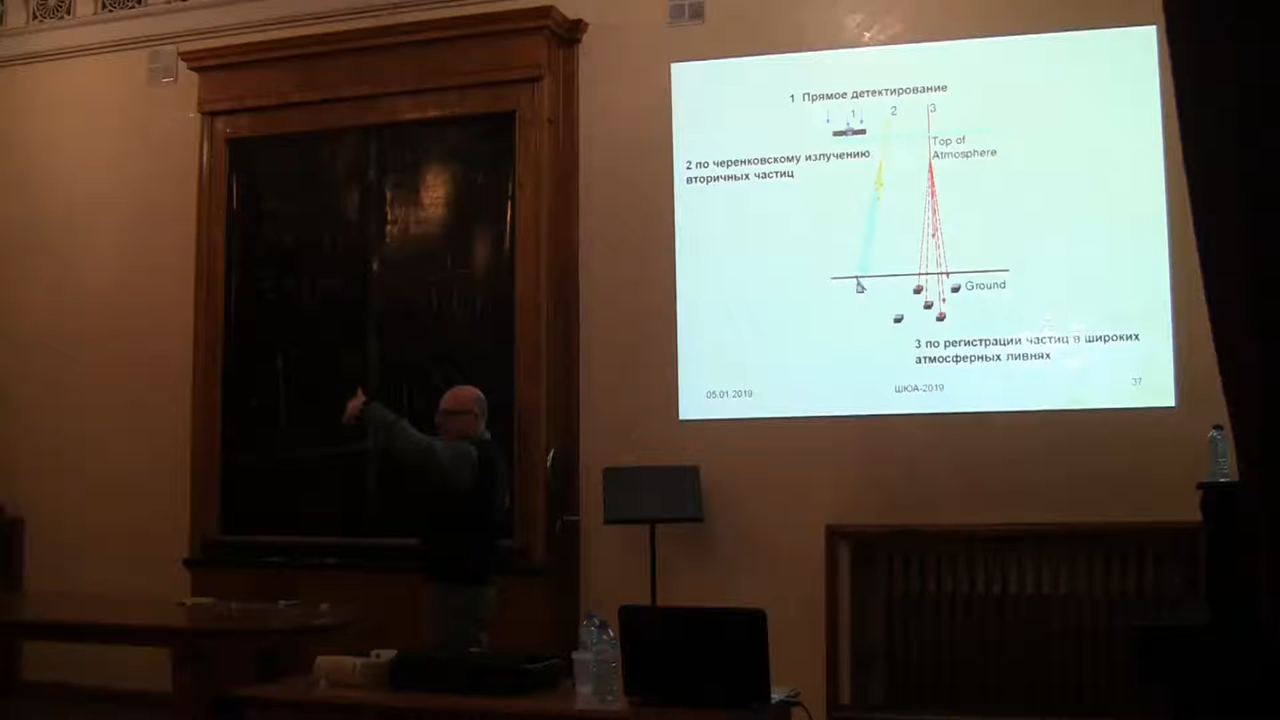 1 Прямое детектирование
1
2
3
Top of
Atmosphere
2 по черенковскому излучению
вторичных частиц
Ground
3 по регистрации частиц в широких
атмосферных ливнях
05.01.2019
ШЮА-2019
37